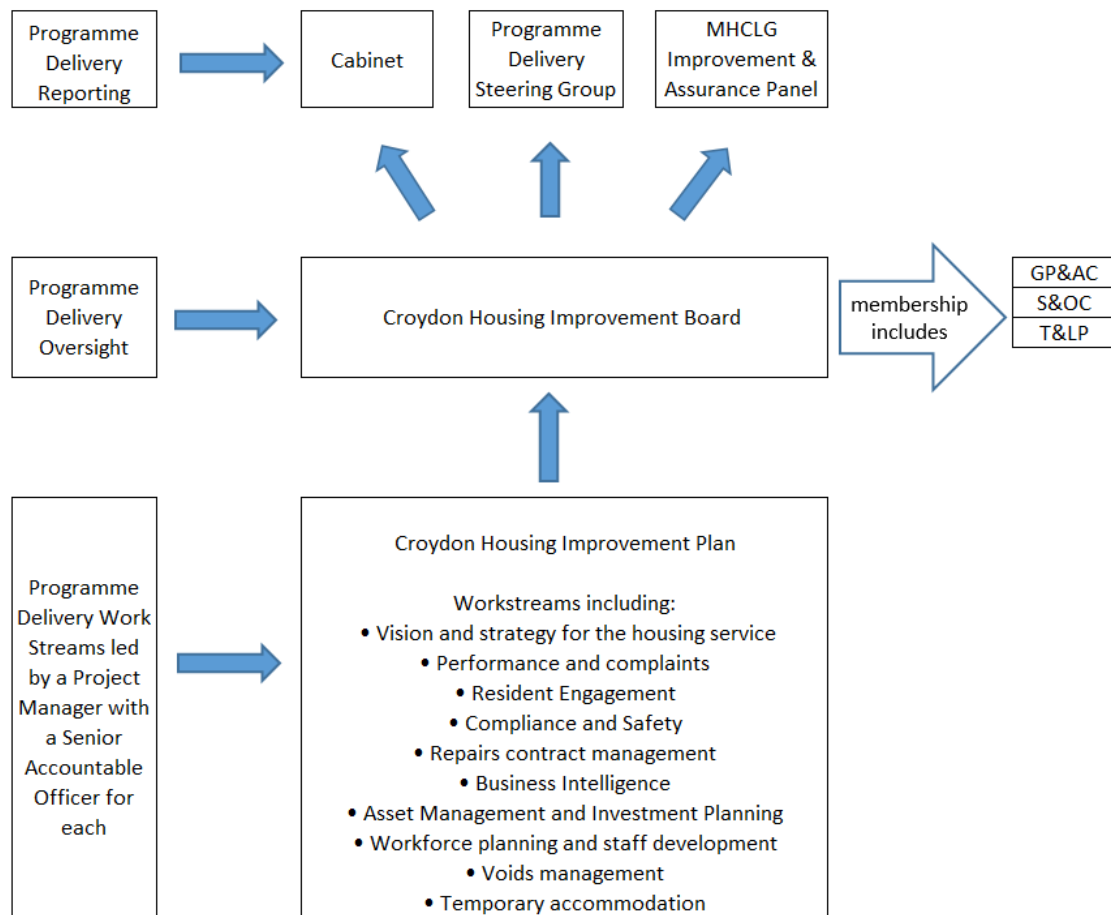 Programme
Delivery
Reporting
Cabinet
Programme
Delivery
Steering Group
MHCLG
Improvement &
Assurance Panel
Programme
Delivery
Oversight
Croydon Housing Improvement Board
membership
includes
GP&AC
S&OC
T&LP
Programme
Delivery Work
Streams led
by a Project
Manager with
a Senior
Accountable
Officer for
each
Croydon Housing Improvement Plan
Workstreams including:
• Vision and strategy for the housing service
• Performance and complaints
• Resident Engagement
• Compliance and Safety
• Repairs contract management
• Business Intelligence
• Asset Management and Investment Planning
• Workforce planning and staff development
• Voids management
• Temporary accommodation